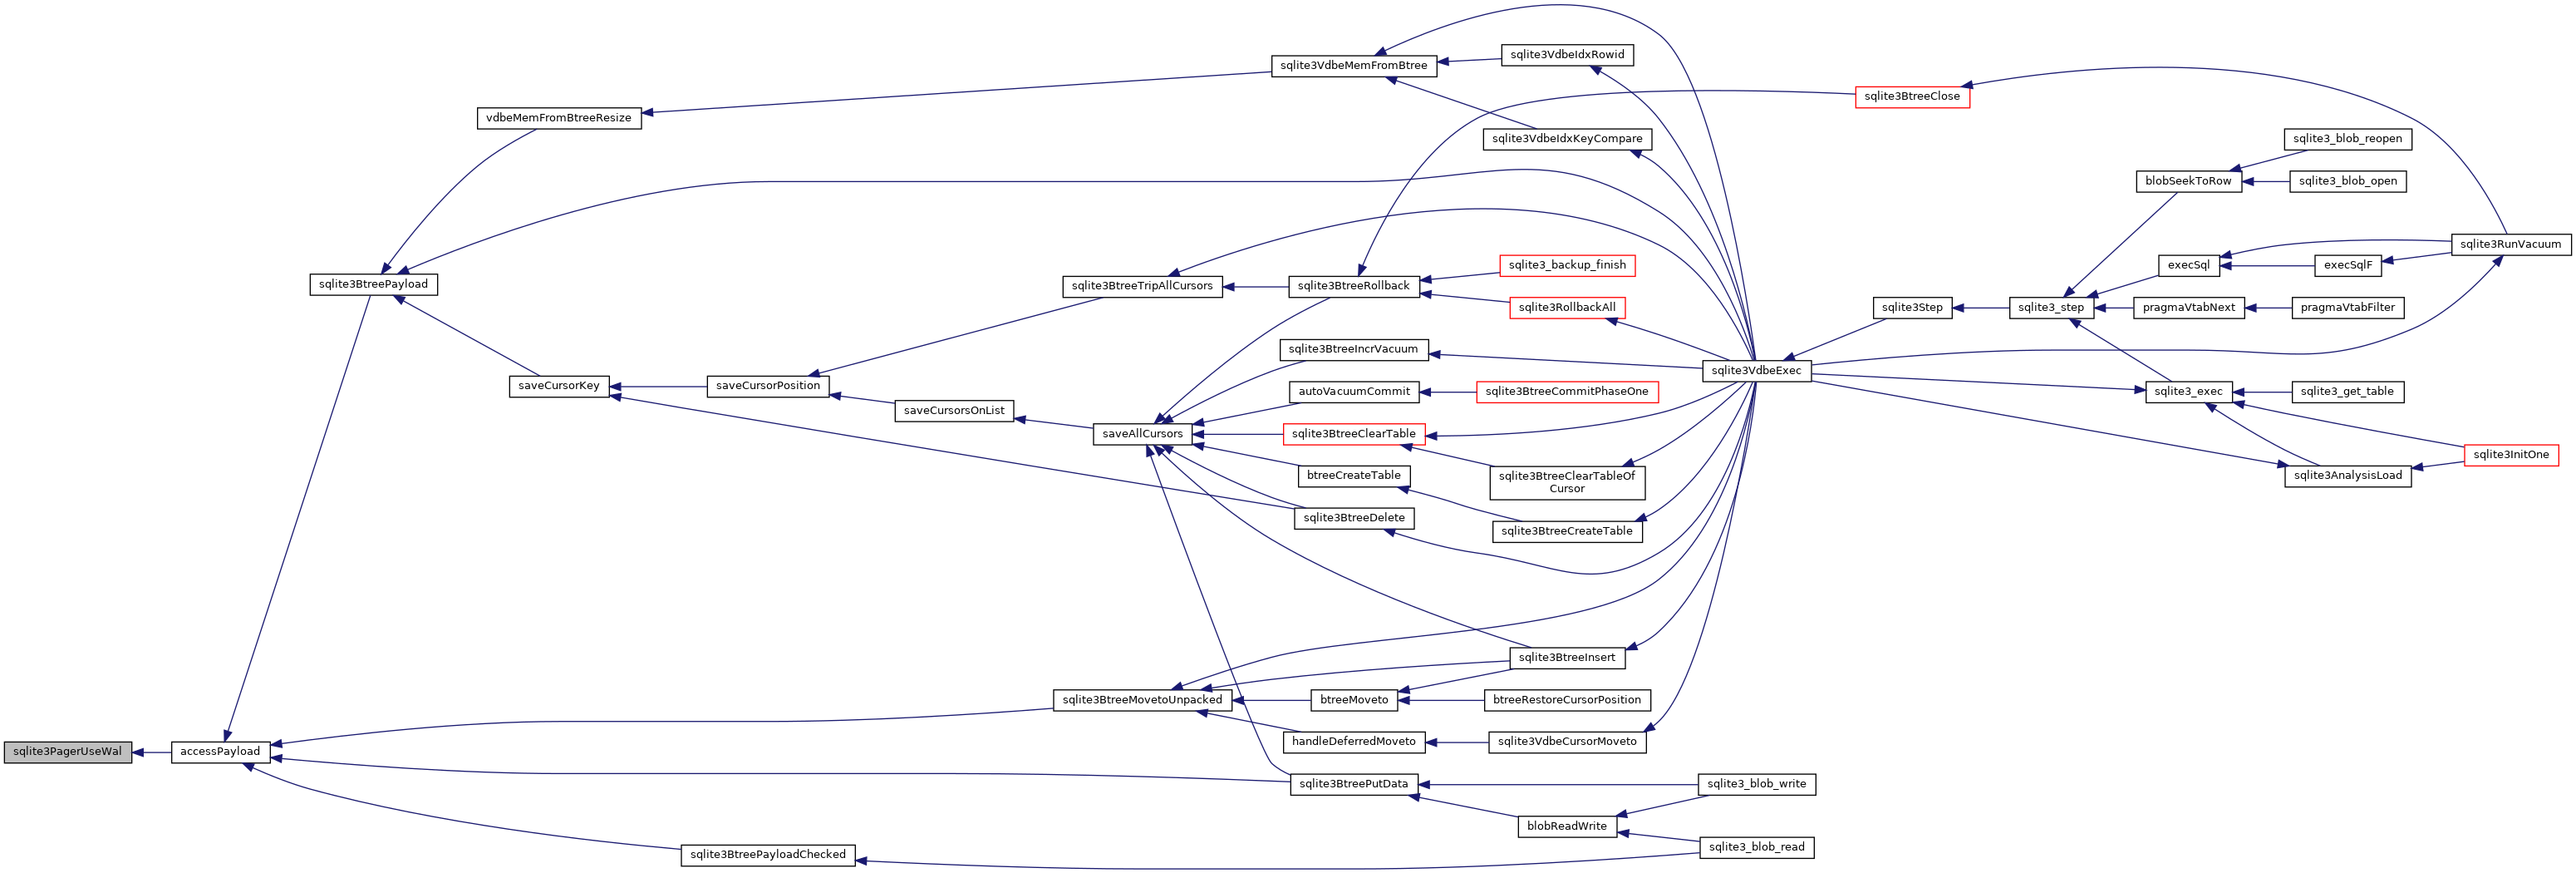 sqlite3PagerUseWal
accessPayload
sqlite3BtreePayload
vdbeMemFromBtreeResize
saveCursorKey
sqlite3BtreePayloadChecked
saveCursorPosition
saveCursorsOnList
sqlite3BtreeTripAllCursors
saveAllCursors
sqlite3BtreeMovetoUnpacked
sqlite3VdbeMemFromBtree
sqlite3BtreeRollback
sqlite3BtreeIncrVacuum
autoVacuumCommit
sqlite3BtreeClearTable
btreeCreateTable
sqlite3BtreeDelete
btreeMoveto
handleDeferredMoveto
sqlite3BtreePutData
sqlite3VdbeIdxRowid
sqlite3VdbeIdxKeyCompare
sqlite3_backup_finish
sqlite3RollbackAll
sqlite3BtreeCommitPhaseOne
sqlite3BtreeClearTableOf
Cursor
sqlite3BtreeCreateTable
sqlite3BtreeInsert
btreeRestoreCursorPosition
sqlite3VdbeCursorMoveto
blobReadWrite
sqlite3VdbeExec
sqlite3_blob_write
sqlite3_blob_read
sqlite3BtreeClose
sqlite3Step
sqlite3_step
blobSeekToRow
execSql
pragmaVtabNext
sqlite3_exec
sqlite3_blob_reopen
sqlite3_blob_open
execSqlF
pragmaVtabFilter
sqlite3_get_table
sqlite3AnalysisLoad
sqlite3RunVacuum
sqlite3InitOne